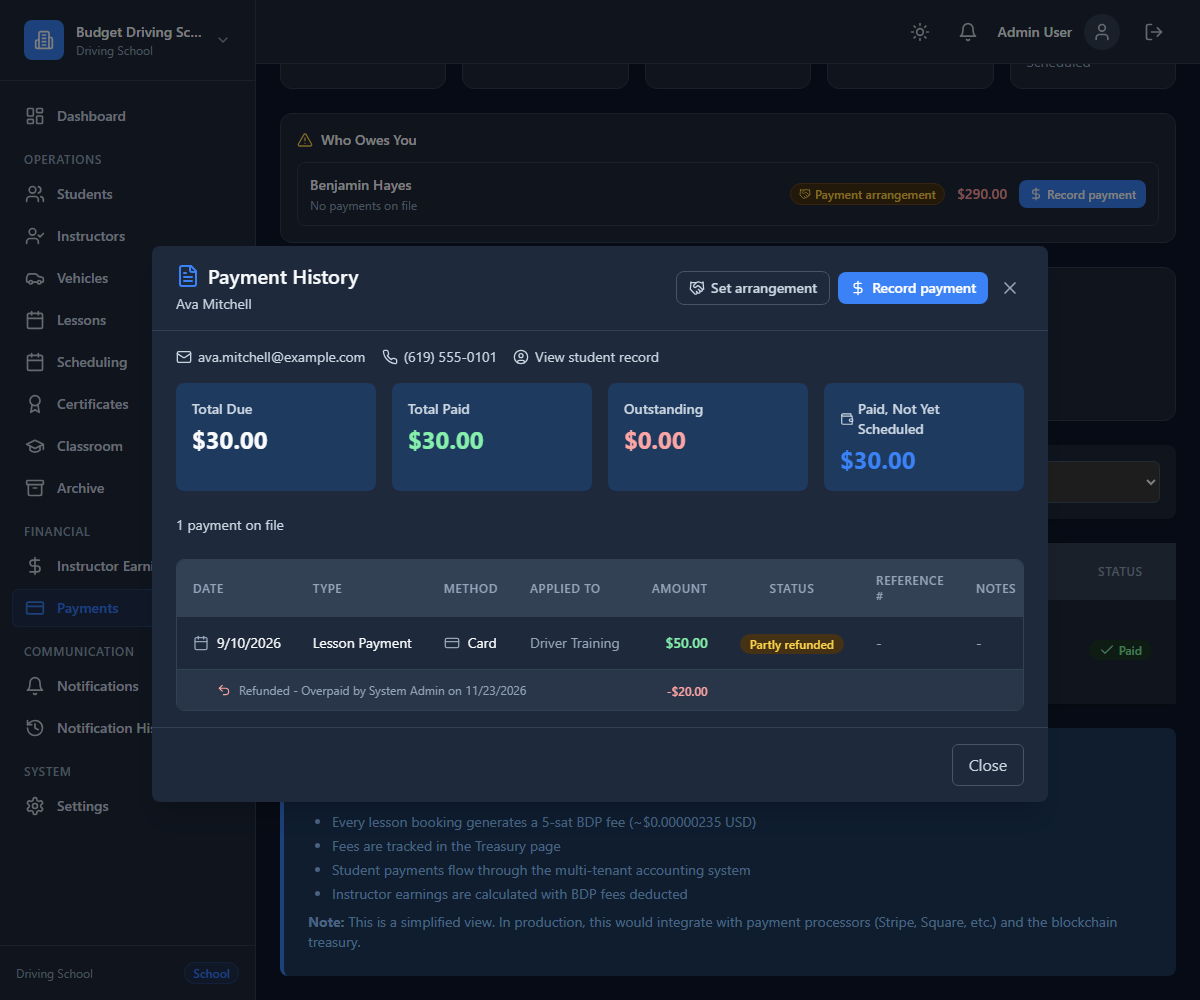 Budget Driving Sc...
Driving School
Admin User
Dashboard
OPERATIONS
Students
Instructors
Vehicles
Lessons
Scheduling
Certificates
Classroom
Archive
FINANCIAL
Instructor Earni
Payments
COMMUNICATION
Notifications
Notification His
SYSTEM
Settings
Driving School
School
Scheduled
Who Owes You
Benjamin Hayes
No payments on file
Payment arrangement
$290.00
Record payment
Payment History
Ava Mitchell
Set arrangement
Record payment
ava.mitchell@example.com
(619) 555-0101
View student record
Total Due
$30.00
Total Paid
$30.00
Outstanding
$0.00
Paid, Not Yet
Scheduled
$30.00
1 payment on file
DATE TYPE METHOD APPLIED TO AMOUNT STATUS REFERENCE # NOTES
9/10/2026 Lesson Payment Card Driver Training $50.00 Partly refunded - -
Refunded - Overpaid by System Admin on 11/23/2026 -$20.00
Close
STATUS
Paid
Every lesson booking generates a 5-sat BDP fee (~$0.00000235 USD)
Fees are tracked in the Treasury page
Student payments flow through the multi-tenant accounting system
Instructor earnings are calculated with BDP fees deducted
Note: This is a simplified view. In production, this would integrate with payment processors (Stripe, Square, etc.) and the blockchain
treasury.